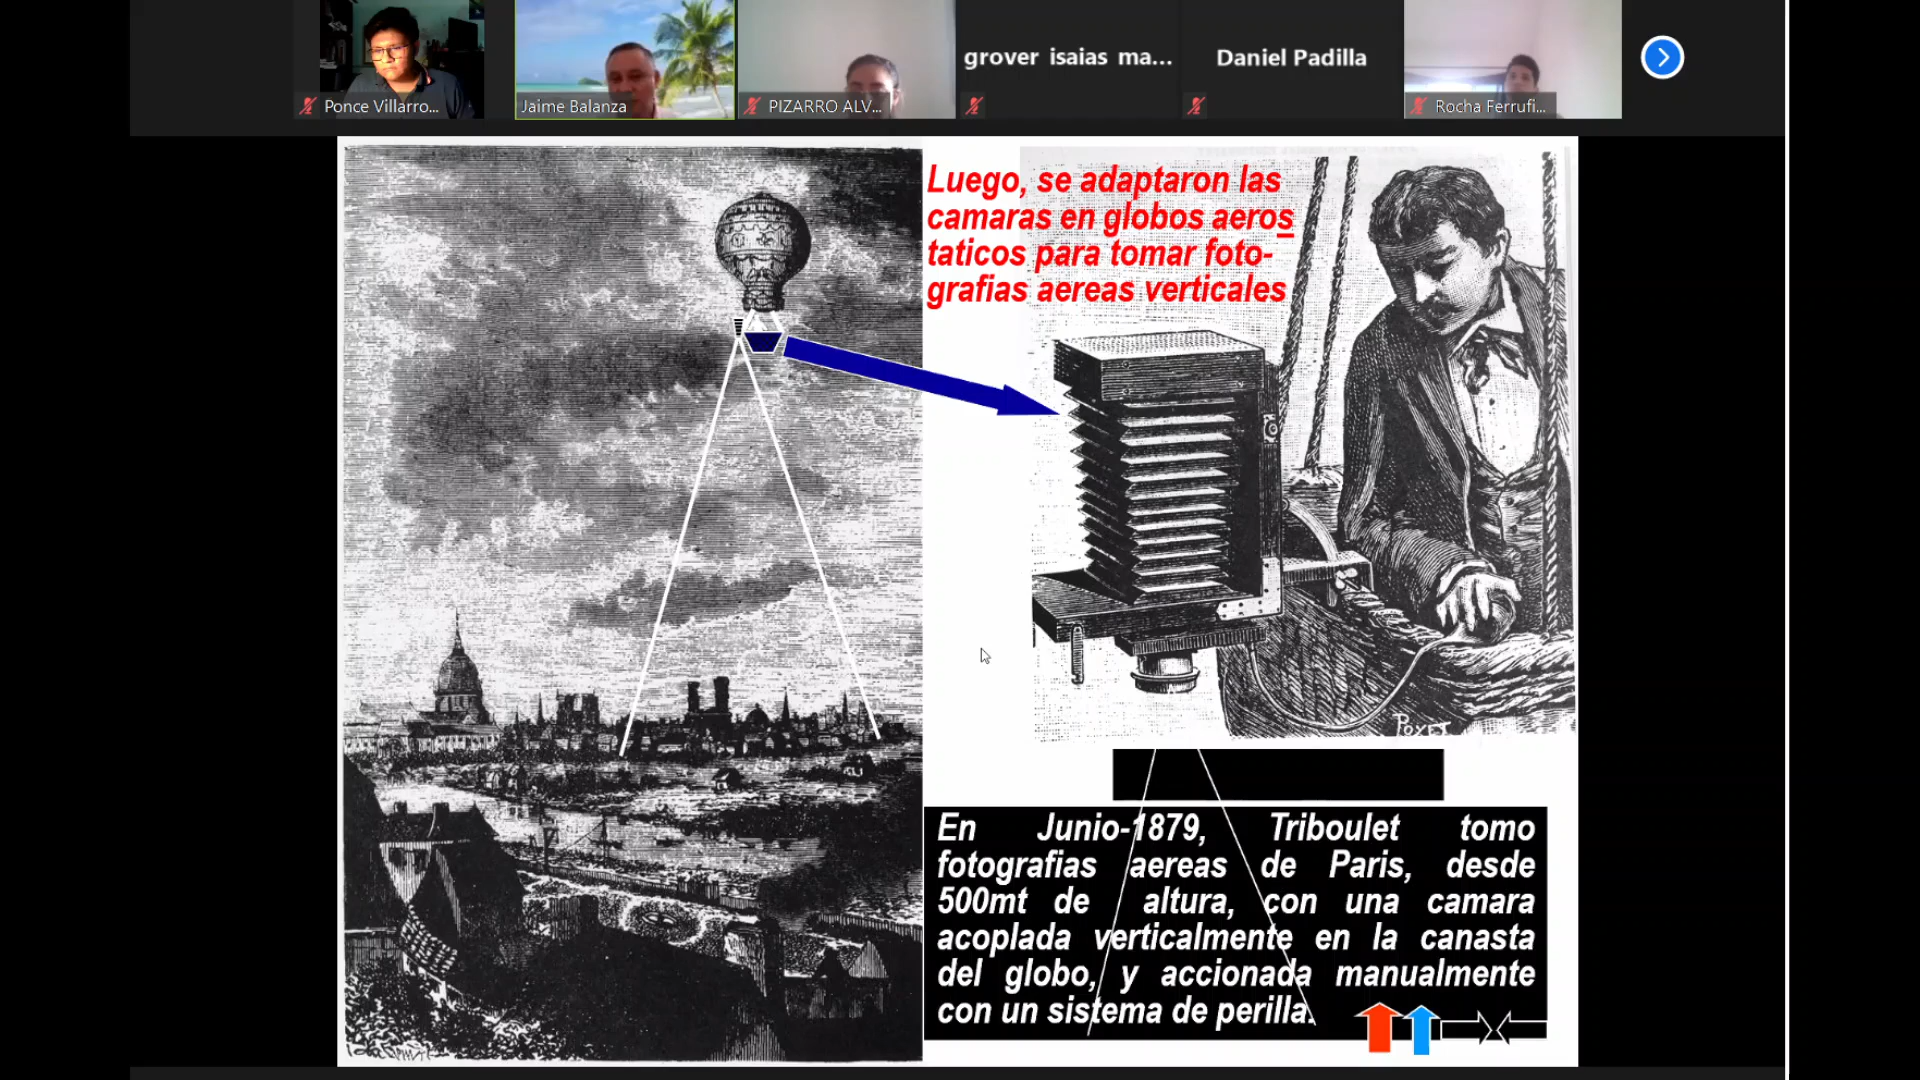 grover isaias ma...
Daniel Padilla
Ponce Villarro...
Jaime Balanza
PIZARRO ALV...
Rocha Ferrufi...
Luego, se adaptaron las
camaras en globos aeros
taticos para tomar foto-
grafias aereas verticales
POYET
En Junio-1879, Triboulet tomo
fotografias aereas de Paris, desde
500mt de altura, con una camara
acoplada verticalmente en la canasta
del globo, y accionada manualmente
con un sistema de perilla.